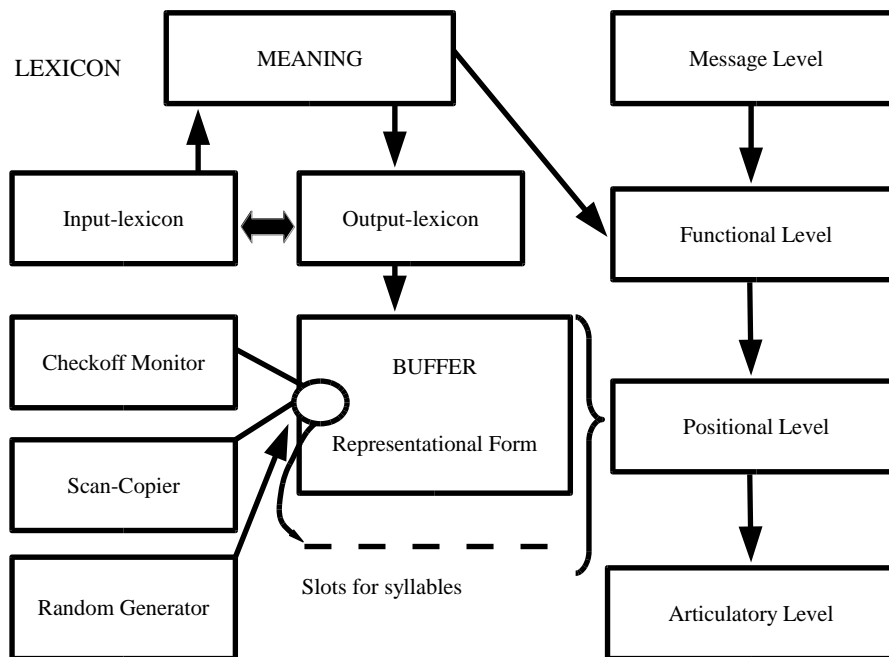 LEXICON
MEANING
Message Level
Input-lexicon
Output-lexicon
Functional Level
Checkoff Monitor
BUFFER
Representational Form
Positional Level
Scan-Copier
Slots for syllables
Random Generator
Articulatory Level